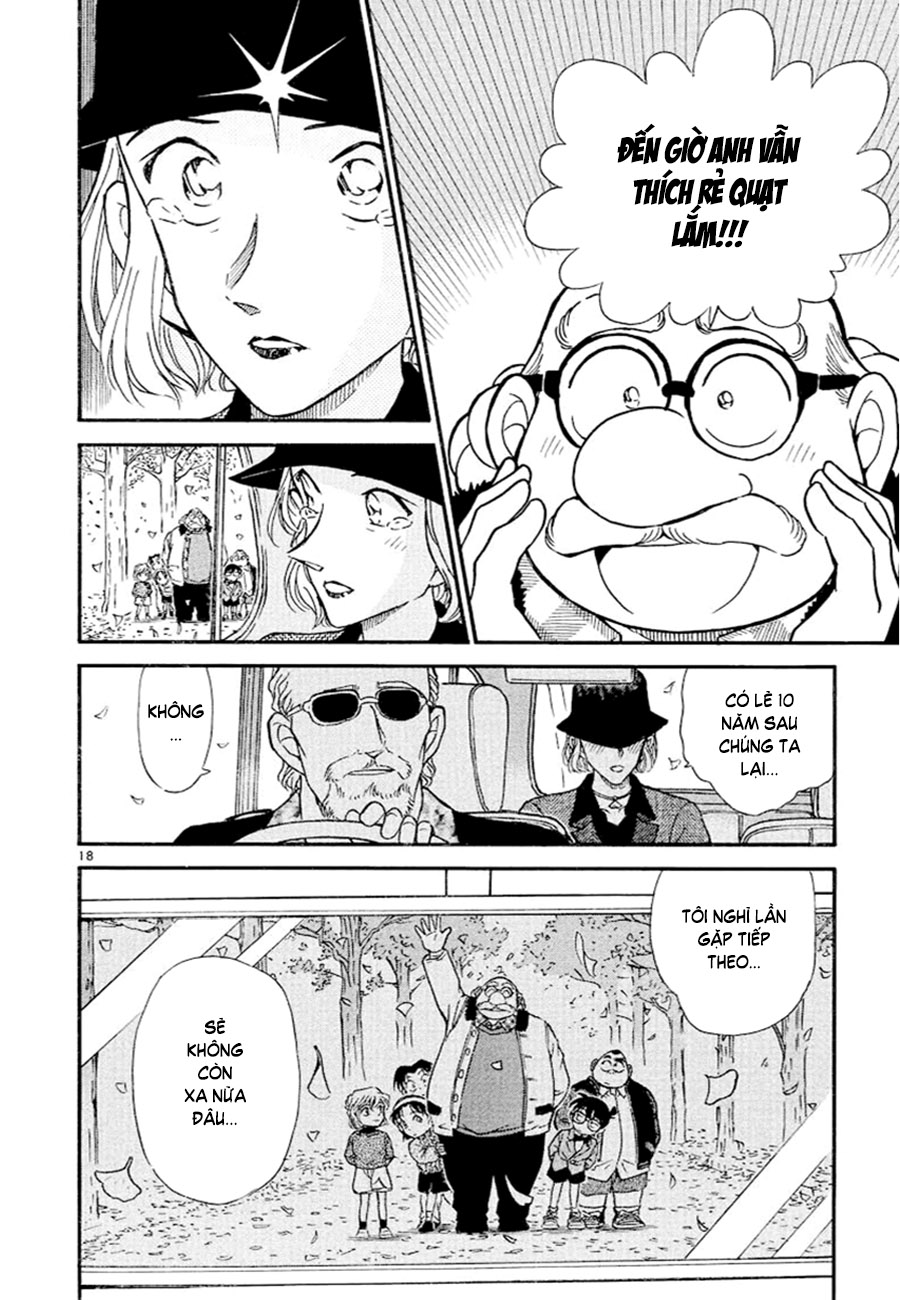 ĐẾN GIỜ ANH VẪN
THÍCH RẺ QUẠT
LẮM!!!
CÓ LẼ 10
NĂM SAU
CHÚNG TA
LẠI...
KHÔNG
...
18
TÔI NGHĨ LẦN
GẶP TIẾP
THEO...
SẼ
KHÔNG
CÒN
XA NỮA
ĐÂU...